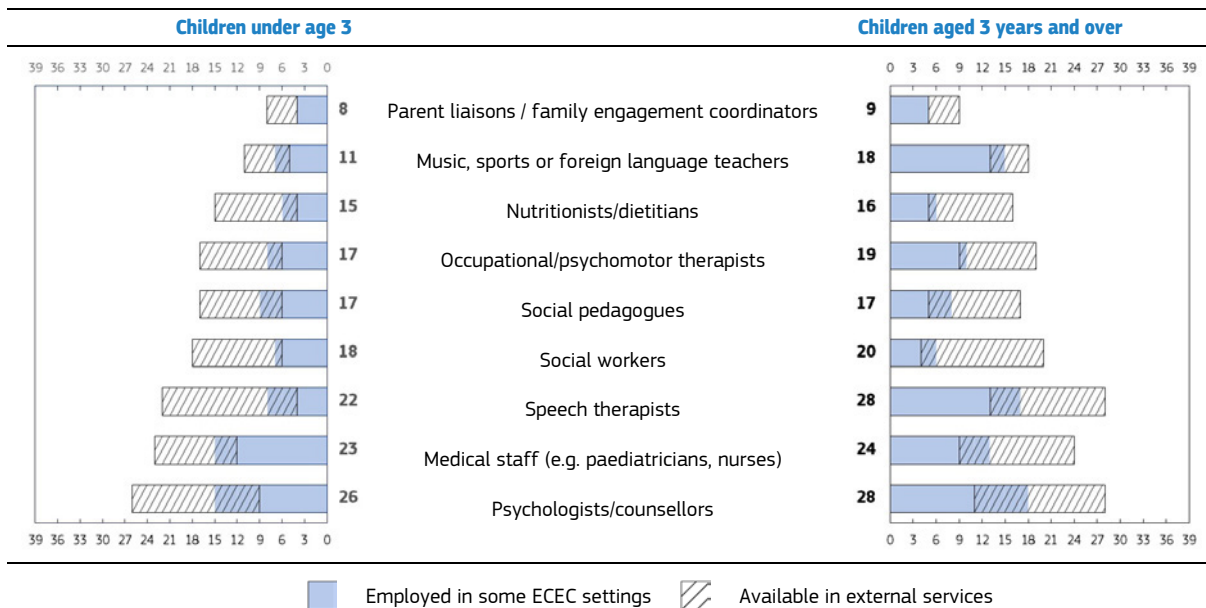 Children under age 3 Children aged 3 years and over
39 36 33 30 27 24 21 18 15 12 9 6 3 0 0 3 6 9 12 15 18 21 24 27 30 33 36 39
8 Parent liaisons / family engagement coordinators 9
11 Music, sports or foreign language teachers 18
15 Nutritionists/dietitians 16
17 Occupational/psychomotor therapists 19
17 Social pedagogues 17
18 Social workers 20
22 Speech therapists 28
23 Medical staff (e.g. paediatricians, nurses) 24
26 Psychologists/counsellors 28
39 36 33 30 27 24 21 18 15 12 9 6 3 0 0 3 6 9 12 15 18 21 24 27 30 33 36 39
Employed in some ECEC settings Available in external services